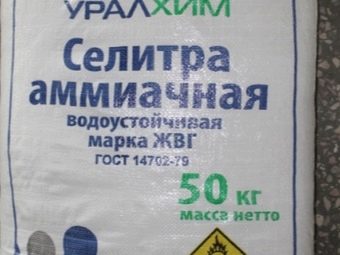 УРАЛХИМ
Селитра
аммиачная
водоустойчивая
марка ЖВГ
ГОСТ 14702-79
50 кг
масса нетто